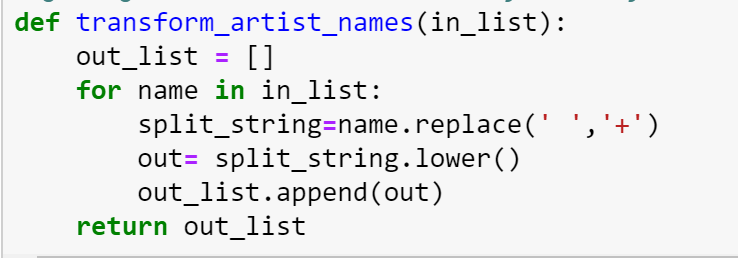 def transform_artist_names(in_list):
    out_list = []
    for name in in_list:
        split_string=name.replace(' ','+')
        out= split_string.lower()
        out_list.append(out)
    return out_list